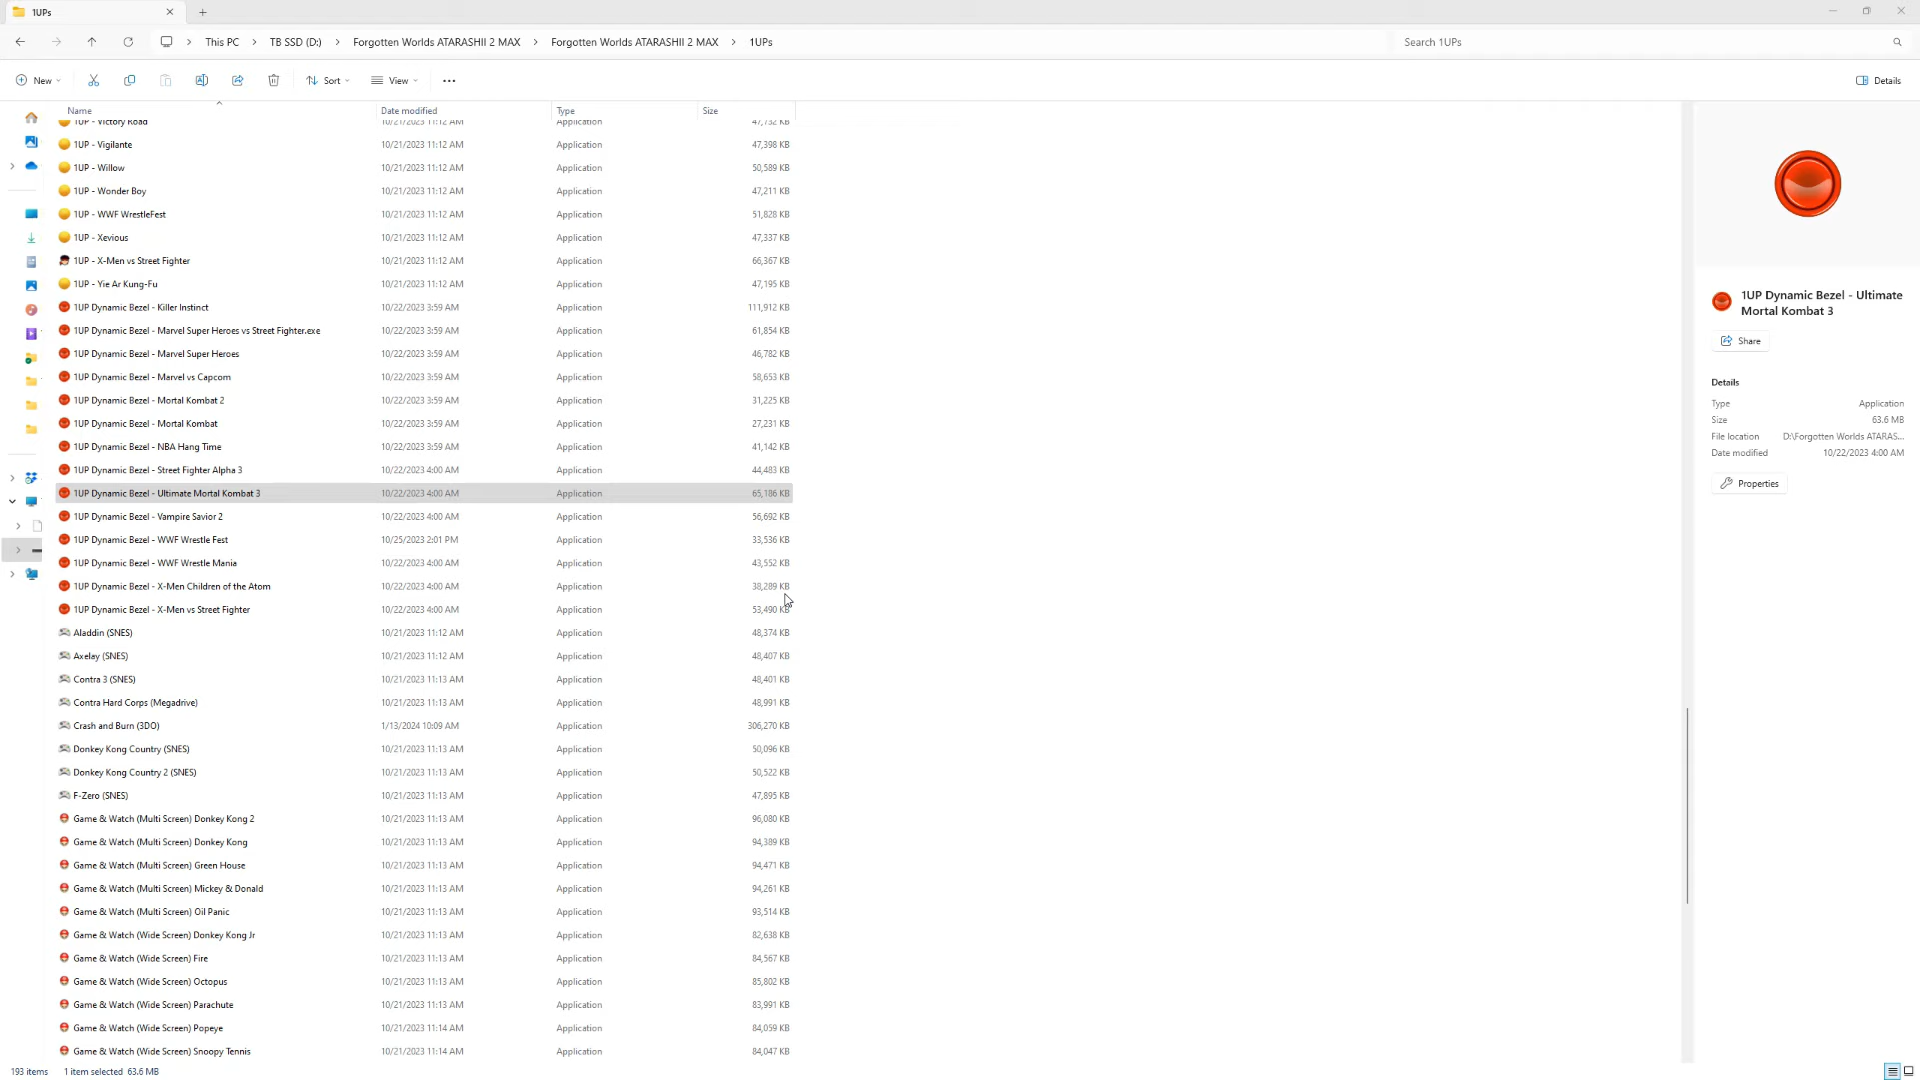 1UPs
This PC > TB SSD (D:) > Forgotten Worlds ATARASHII 2 MAX > Forgotten Worlds ATARASHII 2 MAX > 1UPs
Search 1UPs
New
Sort
View
Details
Name Date modified Type Size
1UP - Victory Road 10/21/2023 11:12 AM Application 47,732 KB
1UP - Vigilante 10/21/2023 11:12 AM Application 47,398 KB
1UP - Willow 10/21/2023 11:12 AM Application 50,589 KB
1UP - Wonder Boy 10/21/2023 11:12 AM Application 47,211 KB
1UP - WWF WrestleFest 10/21/2023 11:12 AM Application 51,828 KB
1UP - Xevious 10/21/2023 11:12 AM Application 47,337 KB
1UP - X-Men vs Street Fighter 10/21/2023 11:12 AM Application 66,367 KB
1UP - Yie Ar Kung-Fu 10/21/2023 11:12 AM Application 47,195 KB
1UP Dynamic Bezel - Killer Instinct 10/22/2023 3:59 AM Application 111,912 KB
1UP Dynamic Bezel - Marvel Super Heroes vs Street Fighter.exe 10/22/2023 3:59 AM Application 61,854 KB
1UP Dynamic Bezel - Marvel Super Heroes 10/22/2023 3:59 AM Application 46,782 KB
1UP Dynamic Bezel - Marvel vs Capcom 10/22/2023 3:59 AM Application 58,653 KB
1UP Dynamic Bezel - Mortal Kombat 2 10/22/2023 3:59 AM Application 31,225 KB
1UP Dynamic Bezel - Mortal Kombat 10/22/2023 3:59 AM Application 27,231 KB
1UP Dynamic Bezel - NBA Hang Time 10/22/2023 3:59 AM Application 41,142 KB
1UP Dynamic Bezel - Street Fighter Alpha 3 10/22/2023 4:00 AM Application 44,483 KB
1UP Dynamic Bezel - Ultimate Mortal Kombat 3 10/22/2023 4:00 AM Application 65,186 KB
1UP Dynamic Bezel - Vampire Savior 2 10/22/2023 4:00 AM Application 56,692 KB
1UP Dynamic Bezel - WWF Wrestle Fest 10/25/2023 2:01 PM Application 33,536 KB
1UP Dynamic Bezel - WWF Wrestle Mania 10/22/2023 4:00 AM Application 43,552 KB
1UP Dynamic Bezel - X-Men Children of the Atom 10/22/2023 4:00 AM Application 38,289 KB
1UP Dynamic Bezel - X-Men vs Street Fighter 10/22/2023 4:00 AM Application 53,490 KB
Aladdin (SNES) 10/21/2023 11:12 AM Application 48,374 KB
Axelay (SNES) 10/21/2023 11:12 AM Application 48,407 KB
Contra 3 (SNES) 10/21/2023 11:13 AM Application 48,401 KB
Contra Hard Corps (Megadrive) 10/21/2023 11:13 AM Application 48,991 KB
Crash and Burn (3DO) 1/13/2024 10:09 AM Application 306,270 KB
Donkey Kong Country (SNES) 10/21/2023 11:13 AM Application 50,096 KB
Donkey Kong Country 2 (SNES) 10/21/2023 11:13 AM Application 50,522 KB
F-Zero (SNES) 10/21/2023 11:13 AM Application 47,895 KB
Game & Watch (Multi Screen) Donkey Kong 2 10/21/2023 11:13 AM Application 96,080 KB
Game & Watch (Multi Screen) Donkey Kong 10/21/2023 11:13 AM Application 94,389 KB
Game & Watch (Multi Screen) Green House 10/21/2023 11:13 AM Application 94,471 KB
Game & Watch (Multi Screen) Mickey & Donald 10/21/2023 11:13 AM Application 94,261 KB
Game & Watch (Multi Screen) Oil Panic 10/21/2023 11:13 AM Application 93,514 KB
Game & Watch (Wide Screen) Donkey Kong Jr 10/21/2023 11:13 AM Application 82,638 KB
Game & Watch (Wide Screen) Fire 10/21/2023 11:13 AM Application 84,567 KB
Game & Watch (Wide Screen) Octopus 10/21/2023 11:13 AM Application 85,802 KB
Game & Watch (Wide Screen) Parachute 10/21/2023 11:13 AM Application 83,991 KB
Game & Watch (Wide Screen) Popeye 10/21/2023 11:14 AM Application 84,059 KB
Game & Watch (Wide Screen) Snoopy Tennis 10/21/2023 11:14 AM Application 84,047 KB
1UP Dynamic Bezel - Ultimate
Mortal Kombat 3
Share
Details
Type Application
Size 63.6 MB
File location D:\Forgotten Worlds ATARAS...
Date modified 10/22/2023 4:00 AM
Properties
193 items 1 item selected 63.6 MB